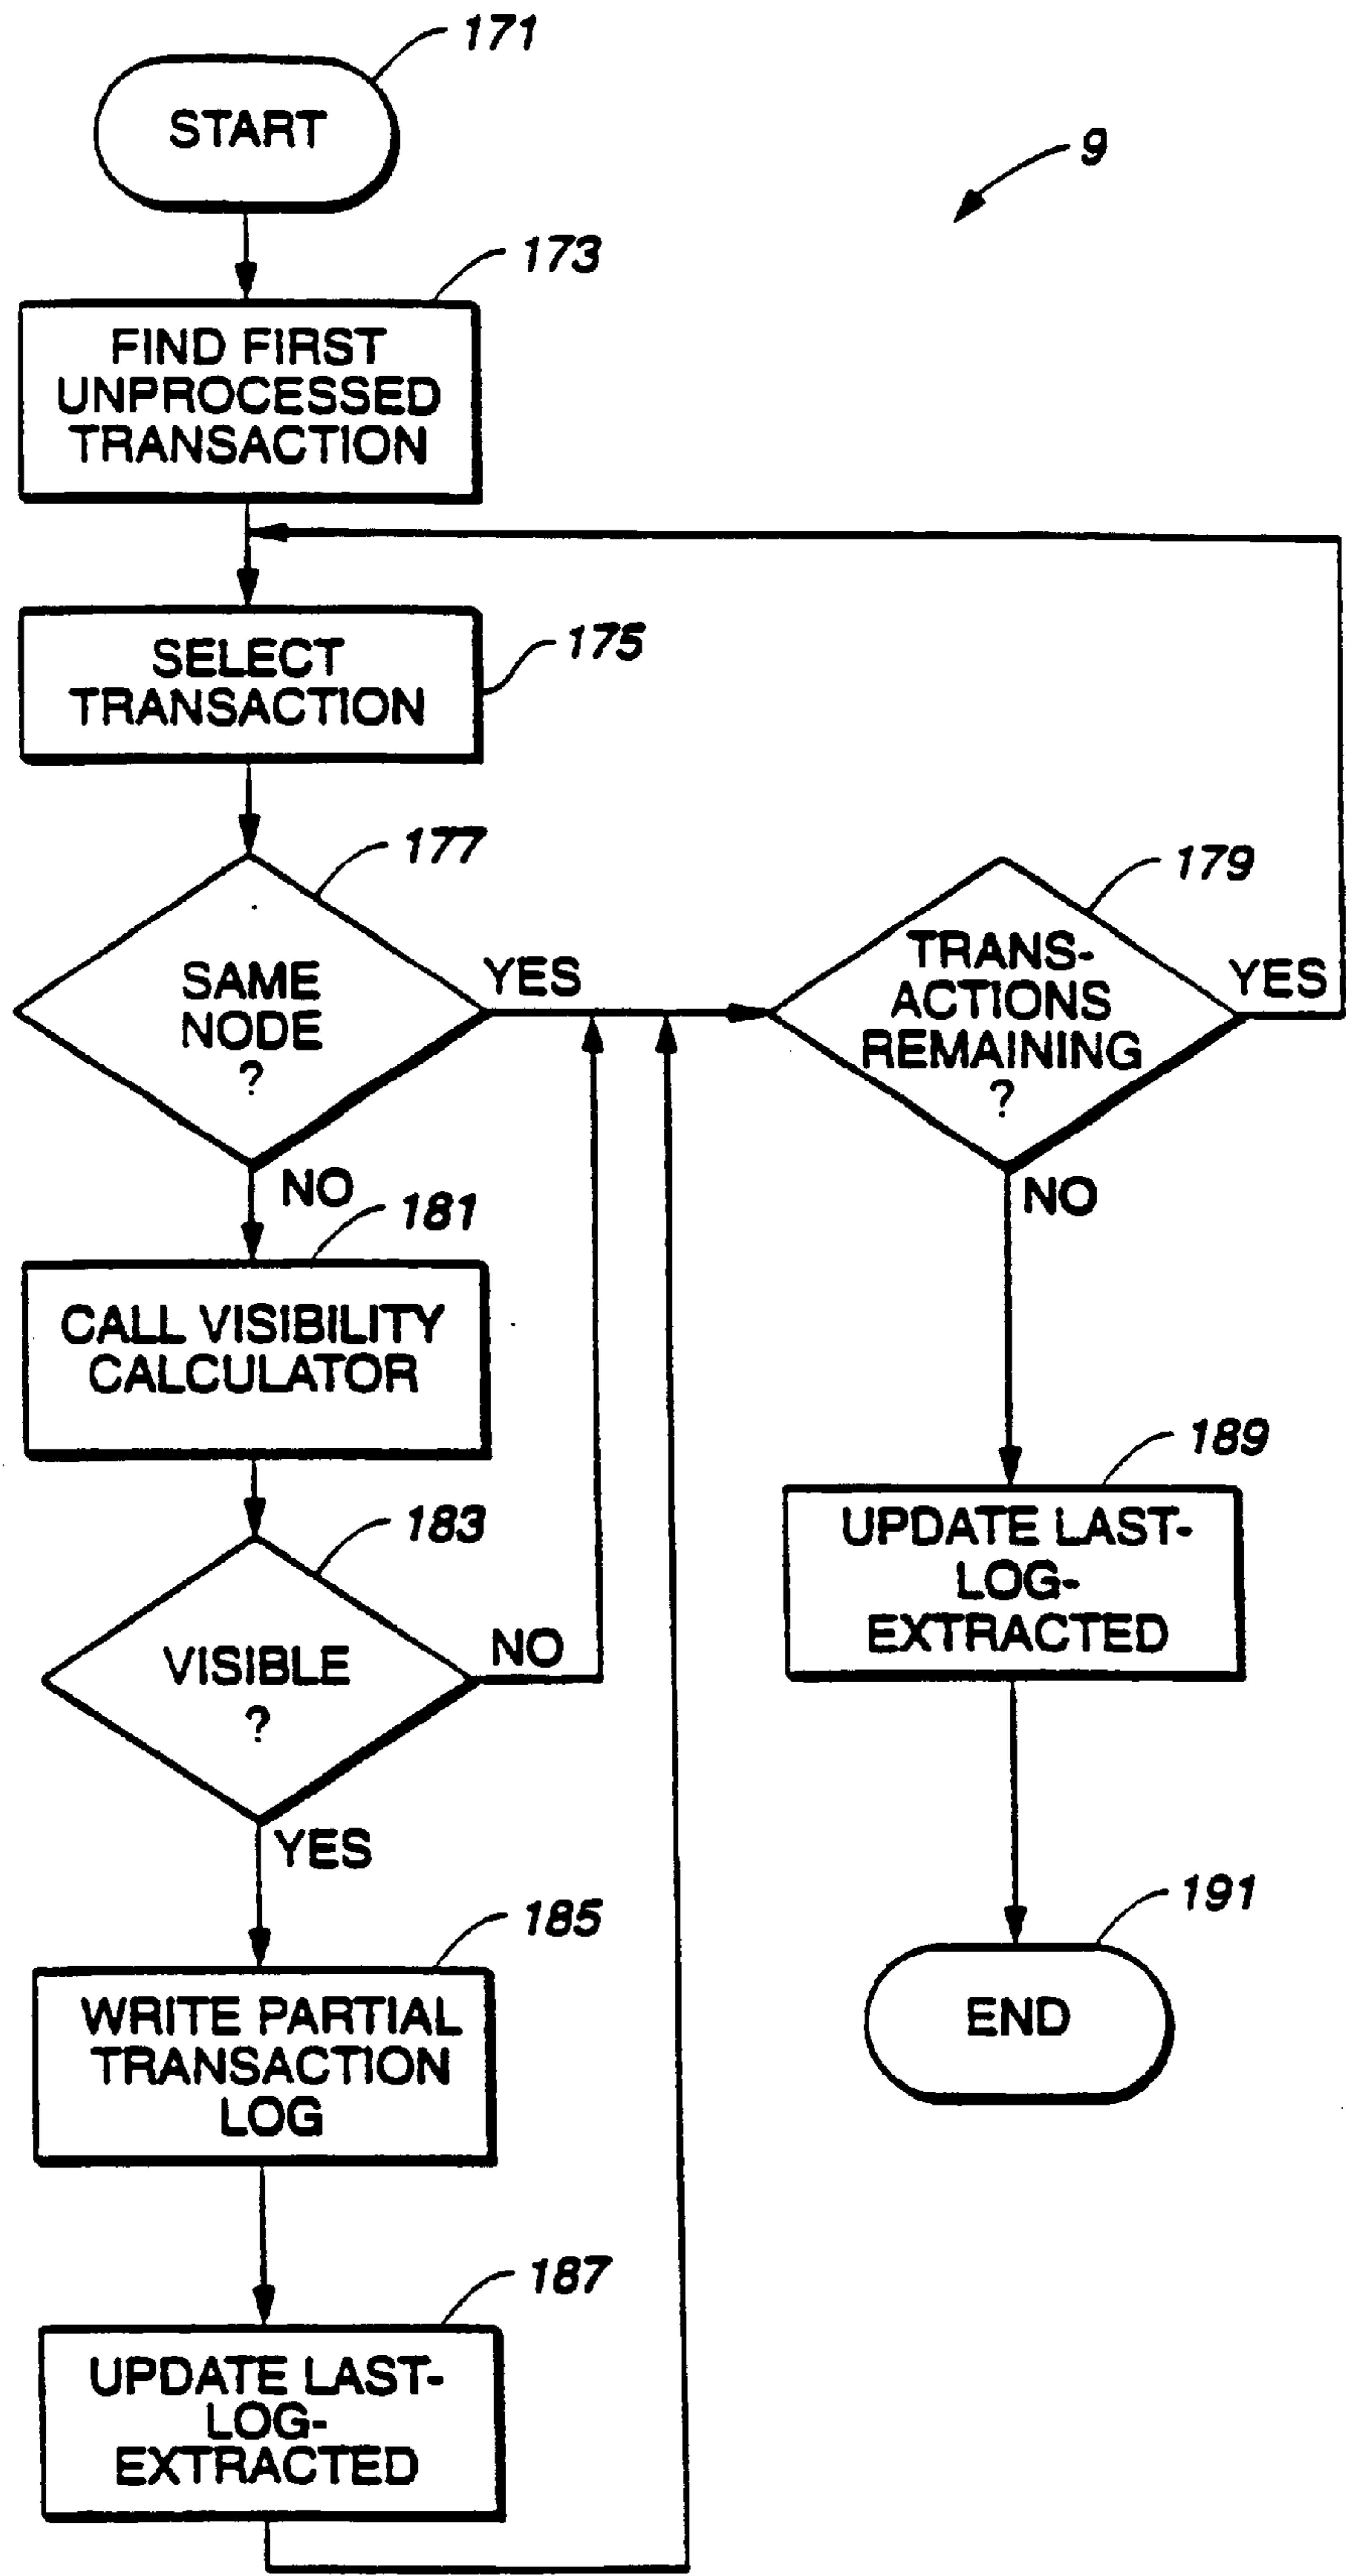 171
START
9
173
FIND FIRST
UNPROCESSED
TRANSACTION
SELECT
TRANSACTION
175
177
SAME
NODE
?
YES
179
TRANS-
ACTIONS
REMAINING
?
YES
NO
NO
181
CALL VISIBILITY
CALCULATOR
183
VISIBLE
?
NO
YES
185
WRITE PARTIAL
TRANSACTION
LOG
187
UPDATE LAST-
LOG-
EXTRACTED
189
UPDATE LAST-
LOG-
EXTRACTED
191
END